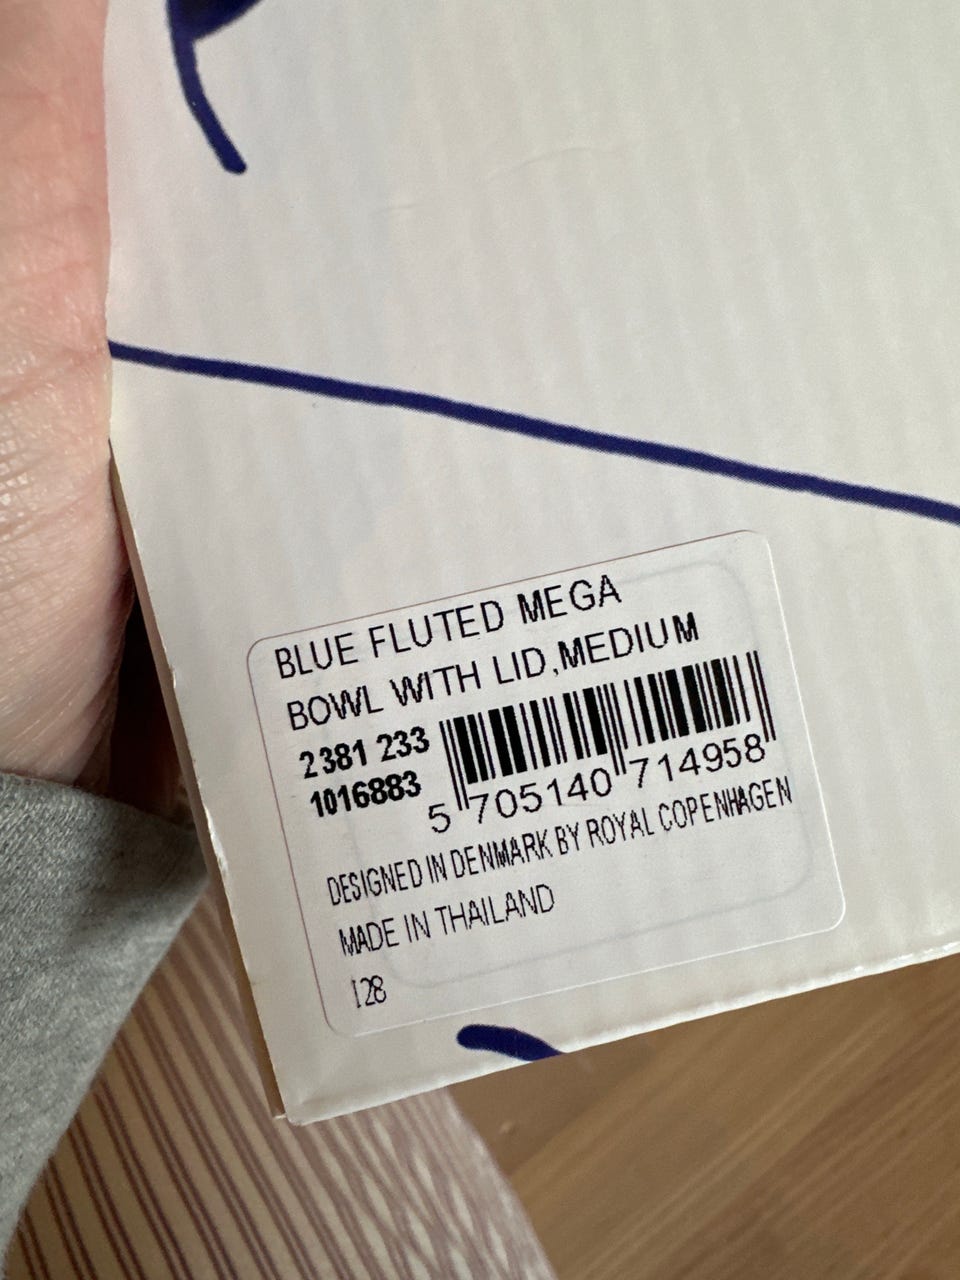 BLUE FLUTED MEGA
BOWL WITH LID,MEDIUM
2381 233
1016883
5 705140 714958
DESIGNED IN DENMARK BY ROYAL COPENHAGEN
MADE IN THAILAND
128